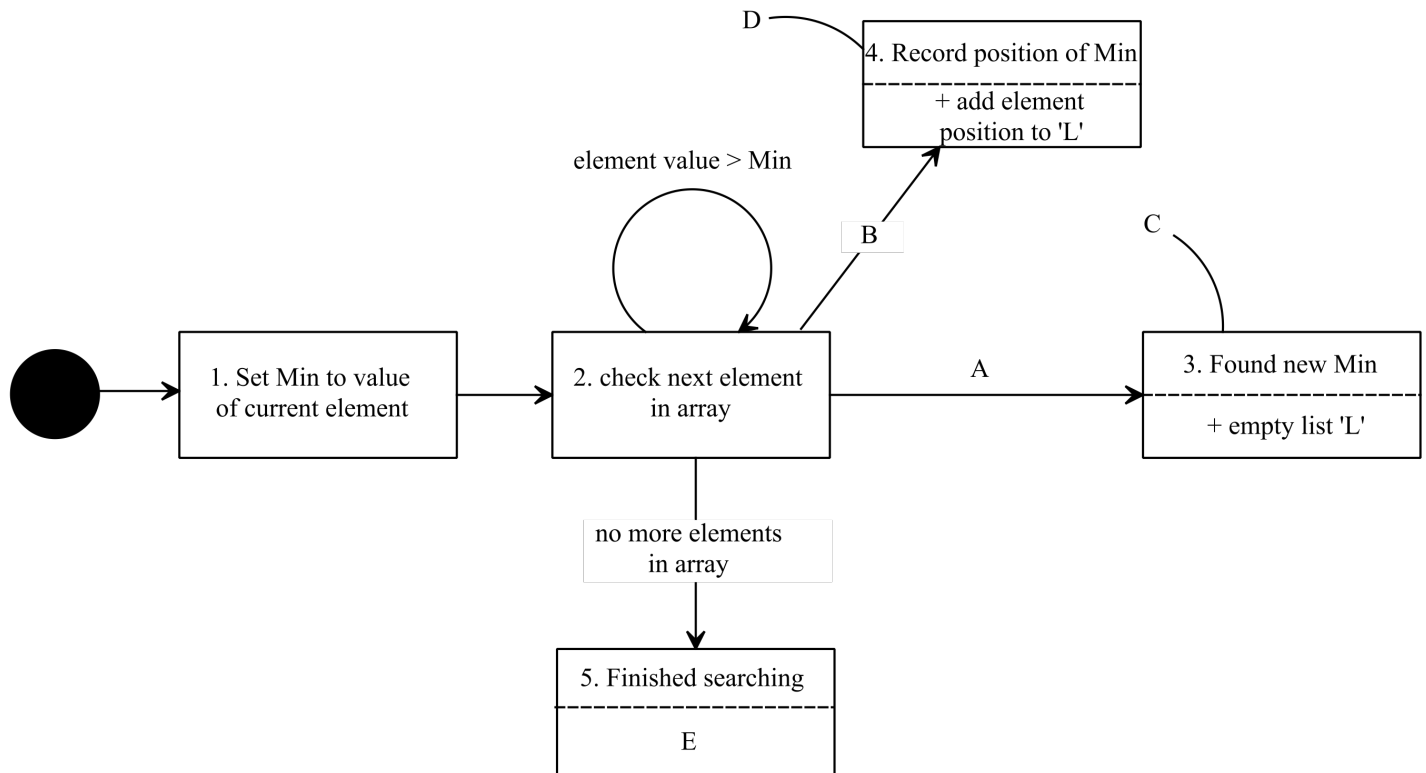 D
4. Record position of Min
+ add element
position to 'L'
element value > Min
B
C
1. Set Min to value
of current element
2. check next element
in array
A
3. Found new Min
+ empty list 'L'
no more elements
in array
5. Finished searching
E